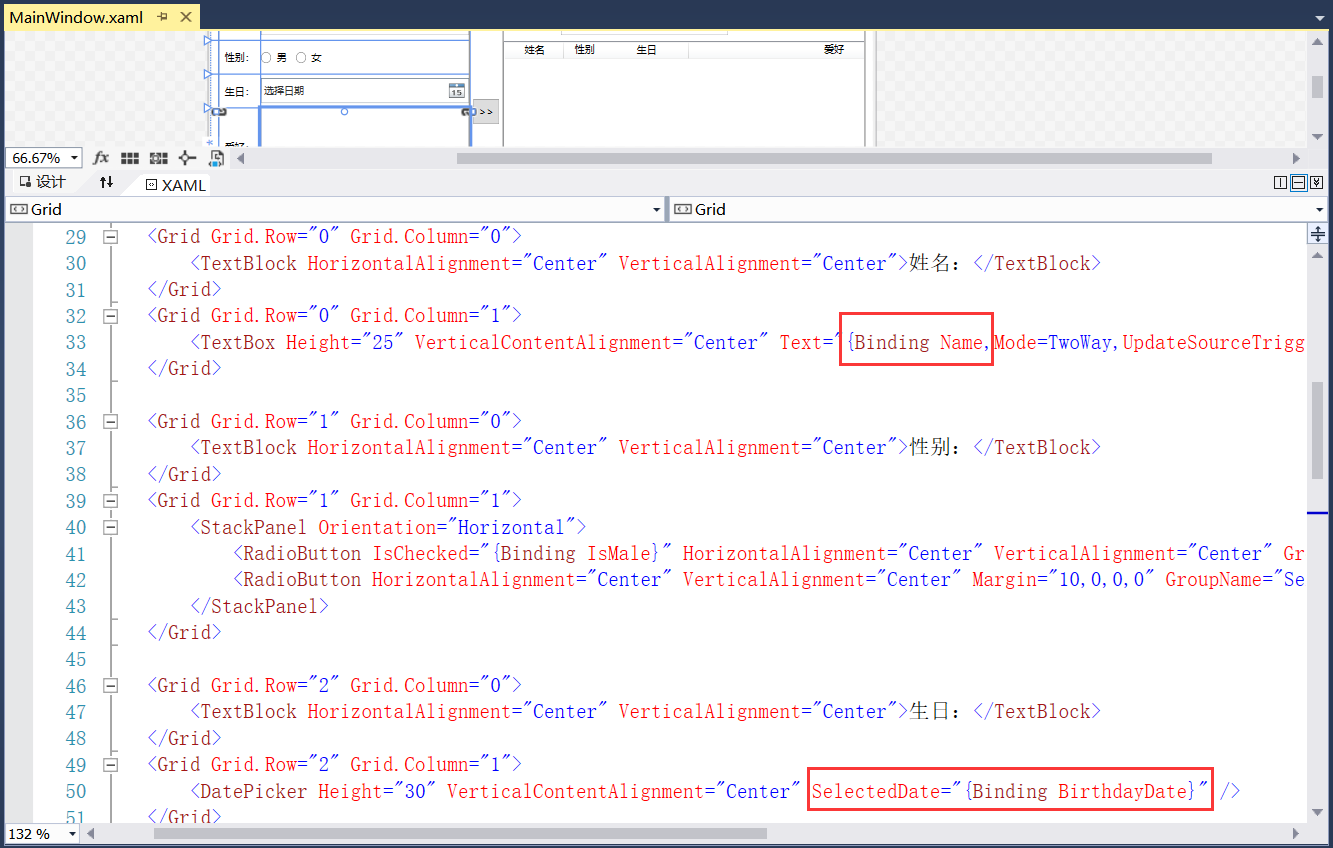 MainWindow.xaml
姓名 性别 生日 爱好
性别: 男 女
生日: 选择日期 15
>>
爱好:
66.67% fx
设计 XAML
Grid Grid
29 <Grid Grid.Row="0" Grid.Column="0">
30 <TextBlock HorizontalAlignment="Center" VerticalAlignment="Center">姓名：</TextBlock>
31 </Grid>
32 <Grid Grid.Row="0" Grid.Column="1">
33 <TextBox Height="25" VerticalContentAlignment="Center" Text="{Binding Name,Mode=TwoWay,UpdateSourceTrigg
34 </Grid>
35
36 <Grid Grid.Row="1" Grid.Column="0">
37 <TextBlock HorizontalAlignment="Center" VerticalAlignment="Center">性别：</TextBlock>
38 </Grid>
39 <Grid Grid.Row="1" Grid.Column="1">
40 <StackPanel Orientation="Horizontal">
41 <RadioButton IsChecked="{Binding IsMale}" HorizontalAlignment="Center" VerticalAlignment="Center" Gr
42 <RadioButton HorizontalAlignment="Center" VerticalAlignment="Center" Margin="10,0,0,0" GroupName="Se
43 </StackPanel>
44 </Grid>
45
46 <Grid Grid.Row="2" Grid.Column="0">
47 <TextBlock HorizontalAlignment="Center" VerticalAlignment="Center">生日：</TextBlock>
48 </Grid>
49 <Grid Grid.Row="2" Grid.Column="1">
50 <DatePicker Height="30" VerticalContentAlignment="Center" SelectedDate="{Binding BirthdayDate}" />
51 </Grid>
132 %